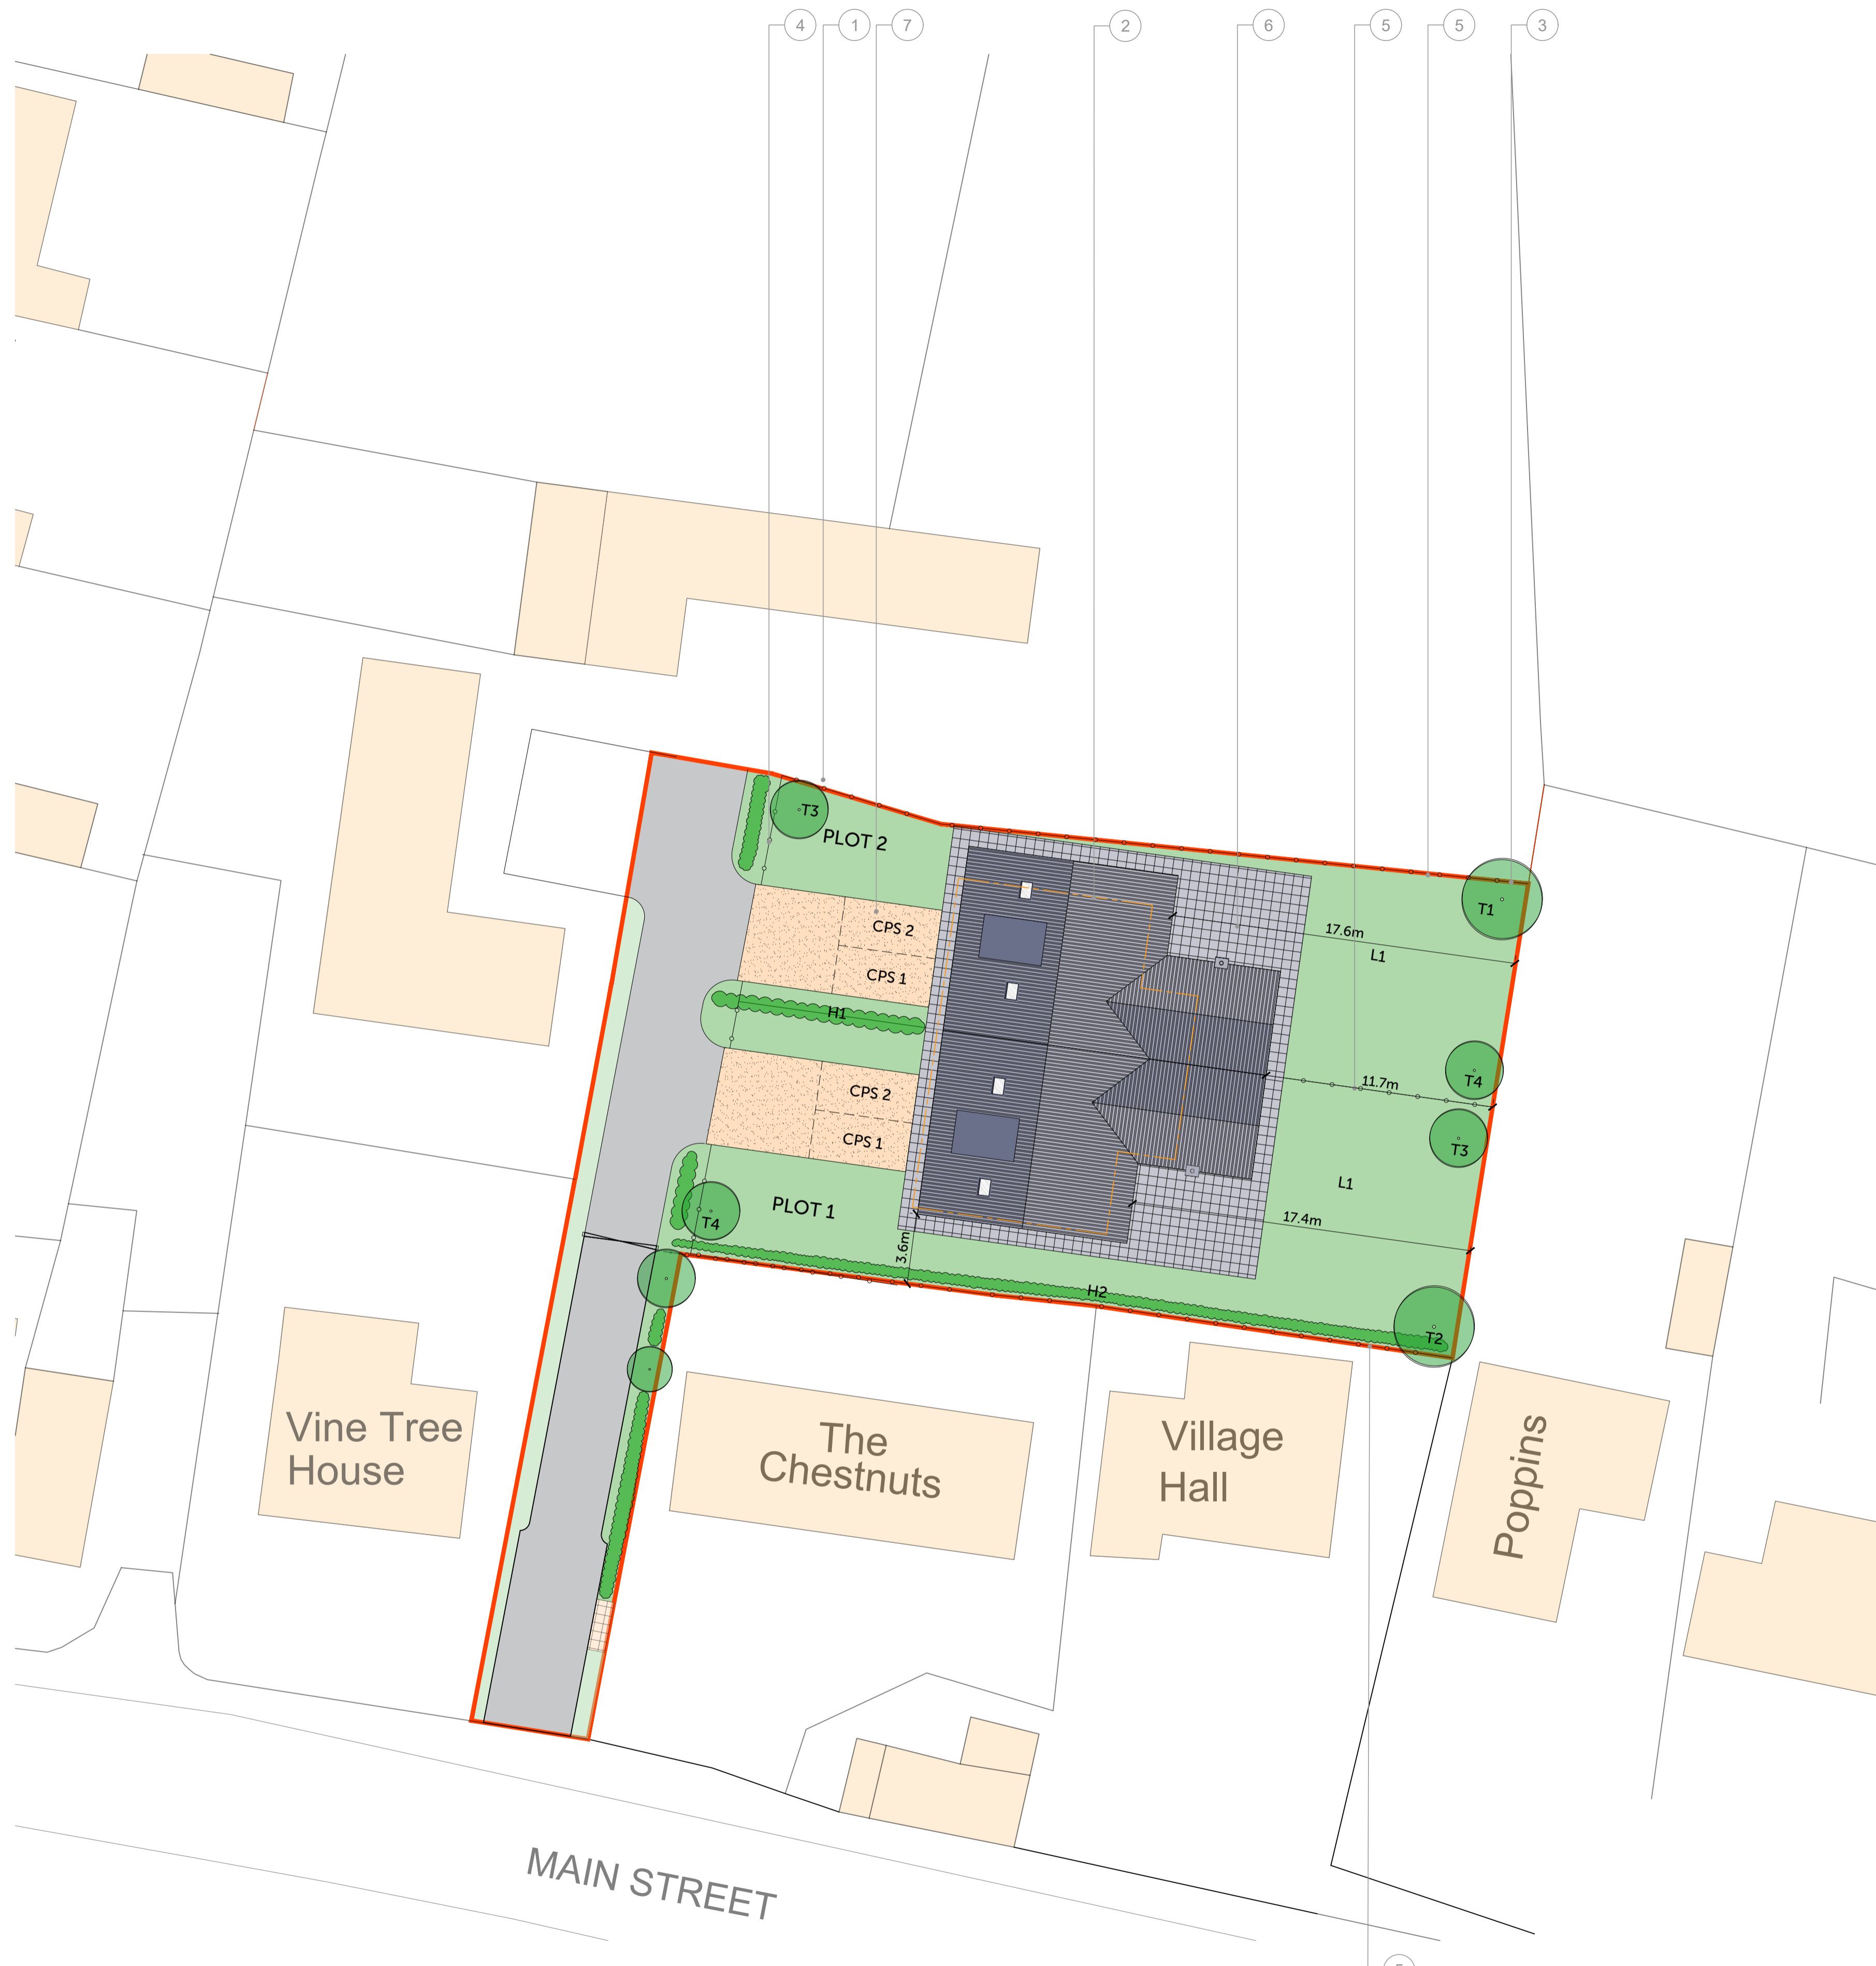 4
1
7
2
6
5
5
3
T3
PLOT 2
T1
CPS 2
17.6m
L1
CPS 1
H1
T4
11.7m
CPS 2
T3
CPS 1
L1
PLOT 1
T4
17.4m
3.6m
H2
T2
Vine Tree
House
The
Chestnuts
Village
Hall
Poppins
MAIN STREET